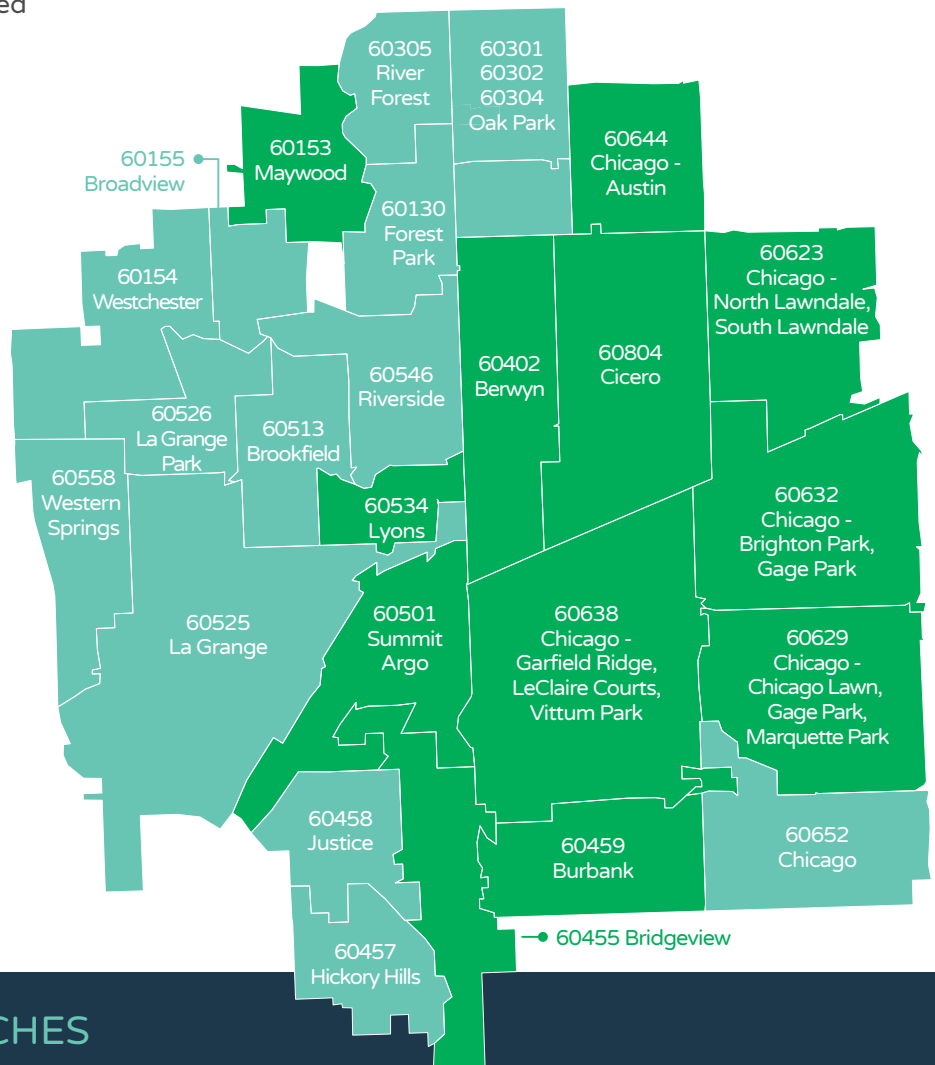 ed
60305
River
Forest
60301
60302
60304
Oak Park
60644
Chicago -
Austin
60153
Maywood
60155
Broadview
60130
Forest
Park
60154
Westchester
60623
Chicago -
North Lawndale,
South Lawndale
60402
Berwyn
60804
Cicero
60546
Riverside
60526
La Grange
Park
60513
Brookfield
60558
Western
Springs
60534
Lyons
60632
Chicago -
Brighton Park,
Gage Park
60525
La Grange
60501
Summit
Argo
60638
Chicago -
Garfield Ridge,
LeClaire Courts,
Vittum Park
60629
Chicago -
Chicago Lawn,
Gage Park,
Marquette Park
60458
Justice
60459
Burbank
60652
Chicago
60455 Bridgeview
60457
Hickory Hills
CHES